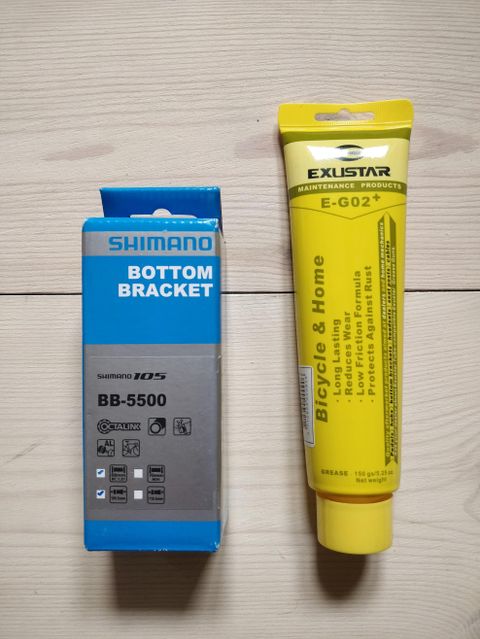 SHIMANO
BOTTOM
BRACKET
SHIMANO 105
BB-5500
OCTALINK
AL
EXUSTAR
MAINTENANCE PRODUCTS
E-G02+
Bicycle & Home
· Long Lasting
· Reduces Wear
· Low Friction Formula
· Protects Against Rust
GREASE 150 gs/5.25 oz.
Net weight